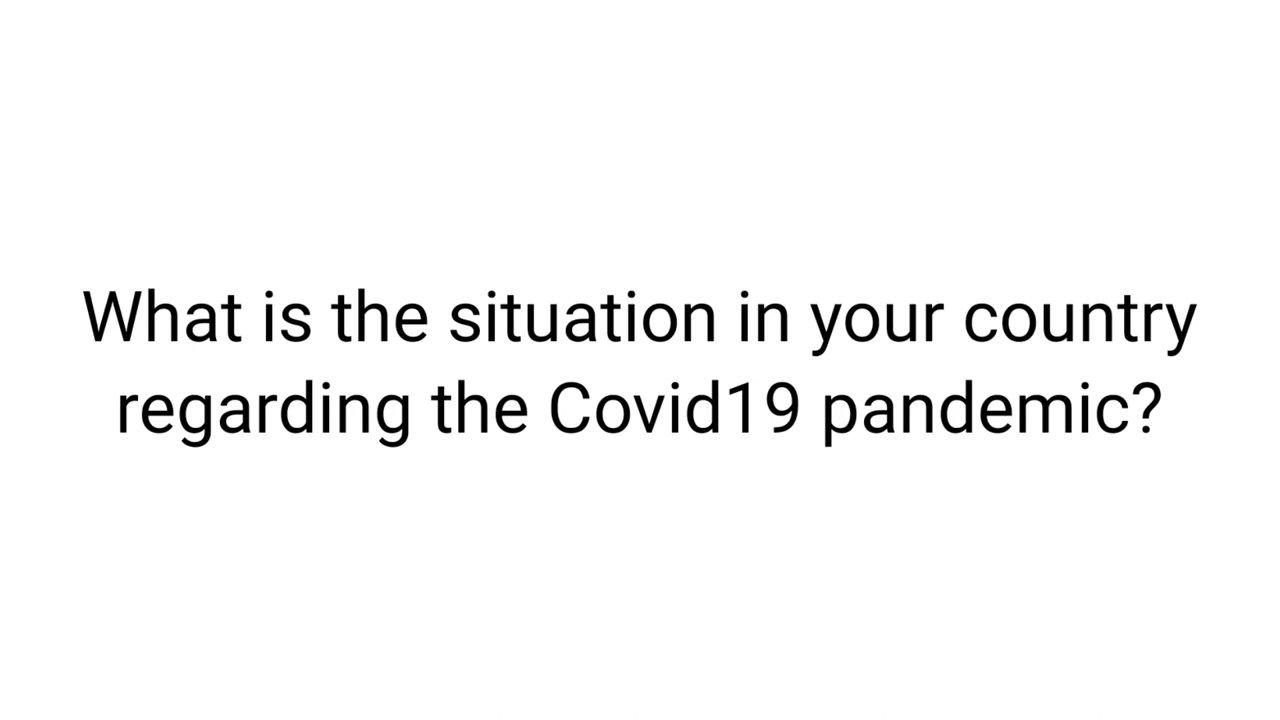 What is the situation in your country
regarding the Covid19 pandemic?